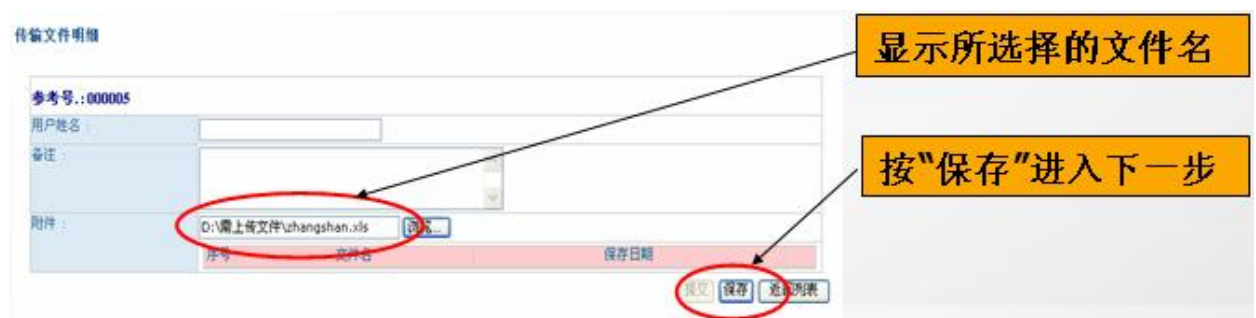 传输文件明细
显示所选择的文件名
参考号.:000005
用户姓名：
备注：
按“保存”进入下一步
附件：
D:\需上传文件\zhangshan.xls 浏览...
序号 文件名 保存日期
提交 保存 返回列表